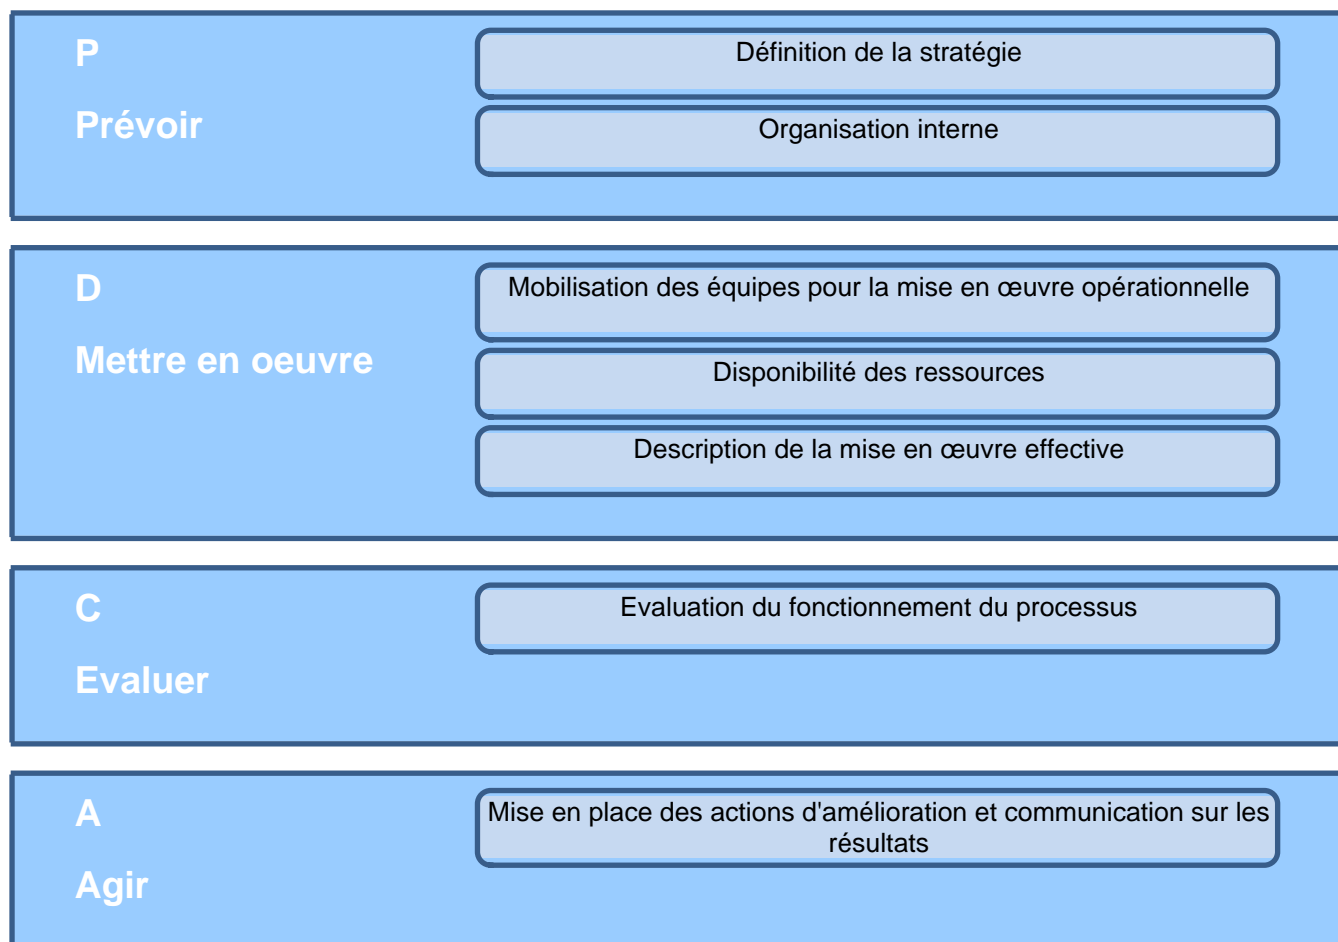 P
Prévoir
Définition de la stratégie
Organisation interne
D
Mettre en oeuvre
Mobilisation des équipes pour la mise en œuvre opérationnelle
Disponibilité des ressources
Description de la mise en œuvre effective
C
Evaluer
Evaluation du fonctionnement du processus
A
Agir
Mise en place des actions d'amélioration et communication sur les
résultats